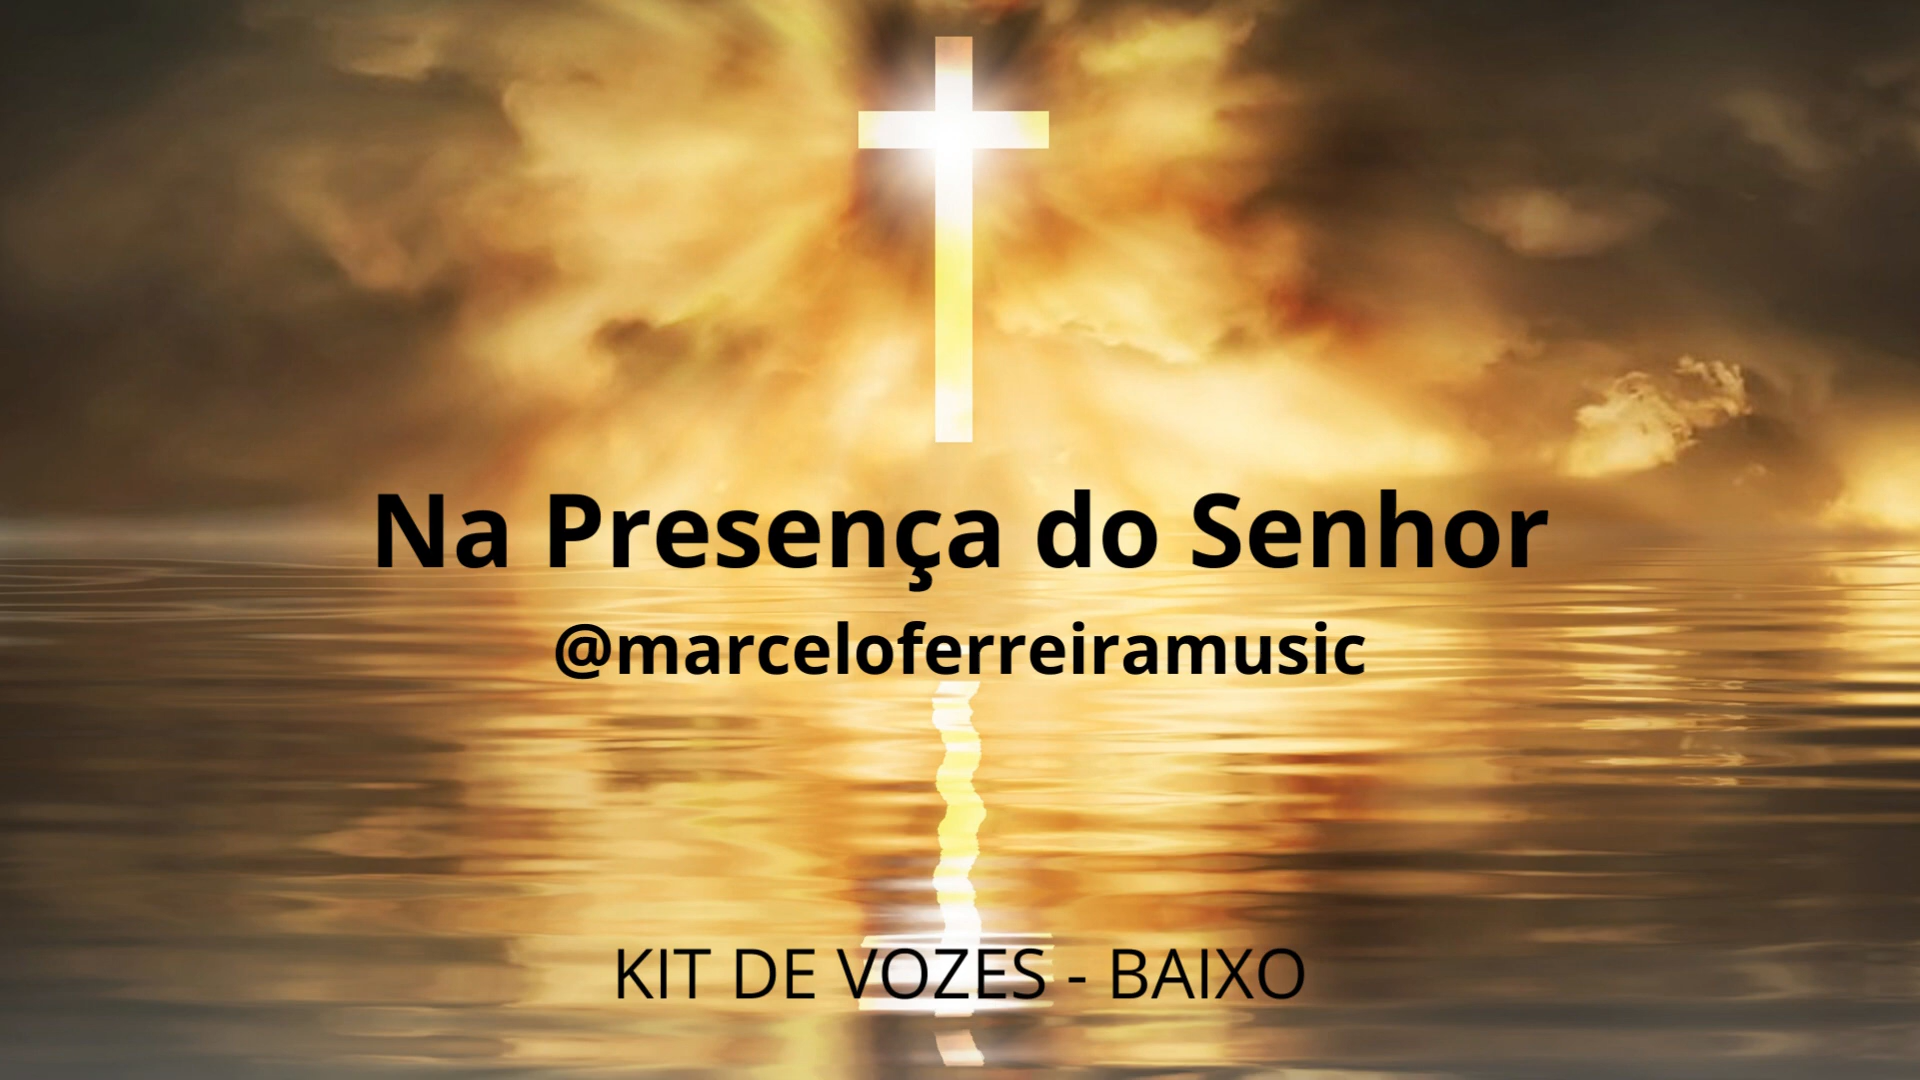 Na Presença do Senhor
@marceloferreiramusic
KIT DE VOZES - BAIXO